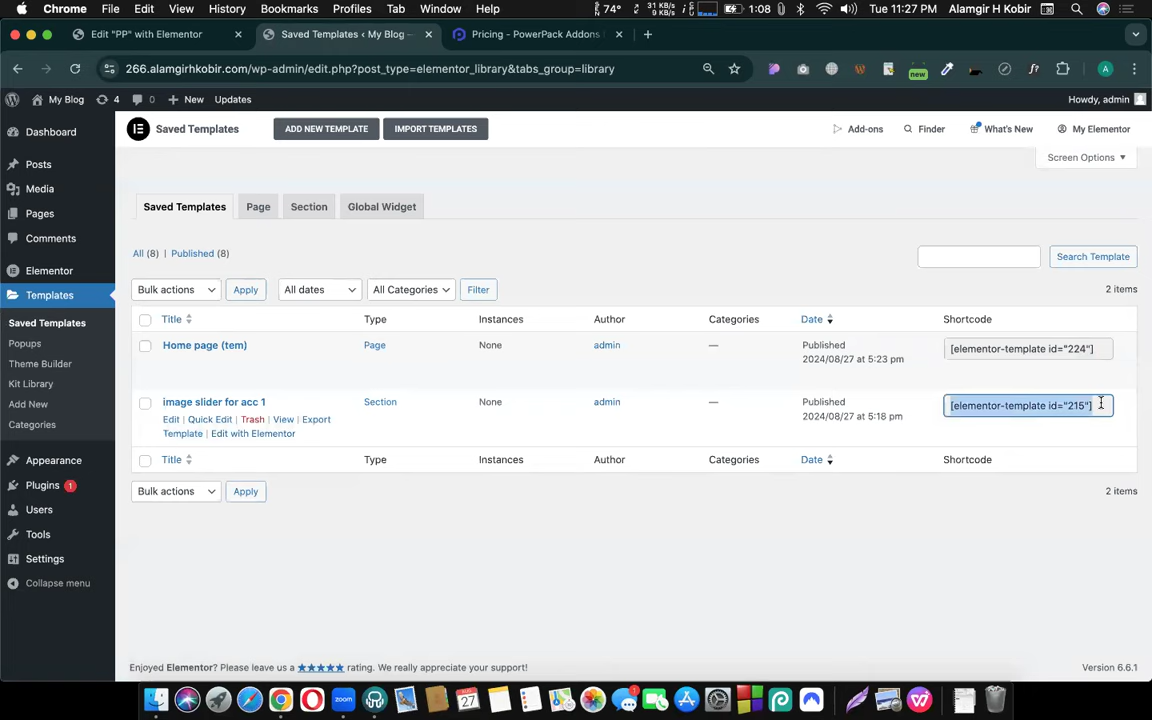 Chrome File Edit View History Bookmarks Profiles Tab Window Help 74° 31 KB/s 9 KB/s 1:08 Tue 11:27 PM Alamgir H Kobir
Edit "PP" with Elementor Saved Templates ‹ My Blog — Pricing - PowerPack Addons
266.alamgirhkobir.com/wp-admin/edit.php?post_type=elementor_library&tabs_group=library new A
My Blog 4 0 New Updates Howdy, admin
Dashboard
Posts
Media
Pages
Comments
Elementor
Templates
Saved Templates
Popups
Theme Builder
Kit Library
Add New
Categories
Appearance
Plugins 1
Users
Tools
Settings
Collapse menu
Saved Templates ADD NEW TEMPLATE IMPORT TEMPLATES Add-ons Finder What's New My Elementor
Screen Options
Saved Templates Page Section Global Widget
All (8) | Published (8) Search Template
Bulk actions Apply All dates All Categories Filter 2 items
Title Type Instances Author Categories Date Shortcode
Home page (tem) Page None admin — Published [elementor-template id="224"]
2024/08/27 at 5:23 pm
image slider for acc 1 Section None admin — Published [elementor-template id="215"]
Edit | Quick Edit | Trash | View | Export 2024/08/27 at 5:18 pm
Template | Edit with Elementor
Title Type Instances Author Categories Date Shortcode
Bulk actions Apply 2 items
Enjoyed Elementor? Please leave us a ★★★★★ rating. We really appreciate your support! Version 6.6.1
27
zoom
1